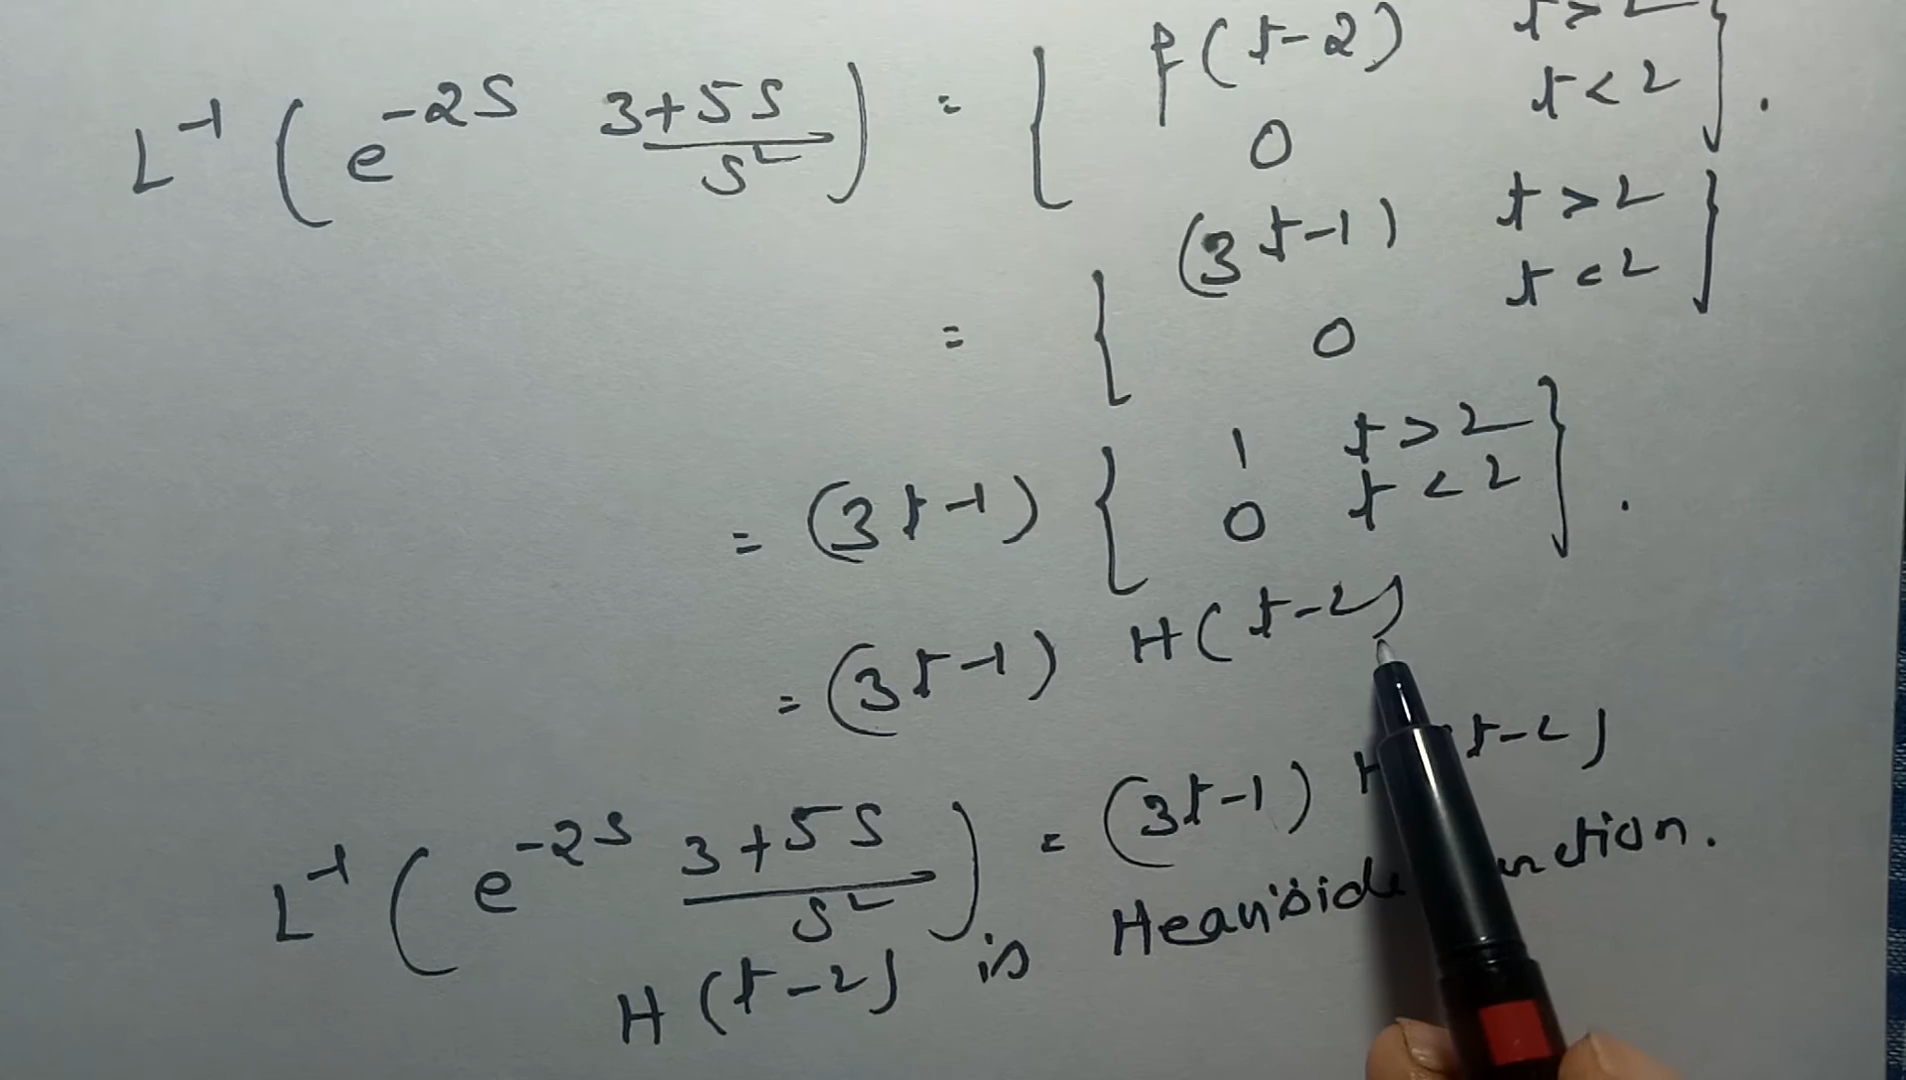 L⁻¹ ( e^{-2S} (3+5S)/S² ) = { f(t-2) t>2
0 t<2 } .
= { (3t-1) t>2
0 t<2 }
= (3t-1) { 1 t>2
0 t<2 } .
= (3t-1) H(t-2)
L⁻¹ ( e^{-2S} (3+5S)/S² ) = (3t-1) H(t-2)
H(t-2) is Heaviside